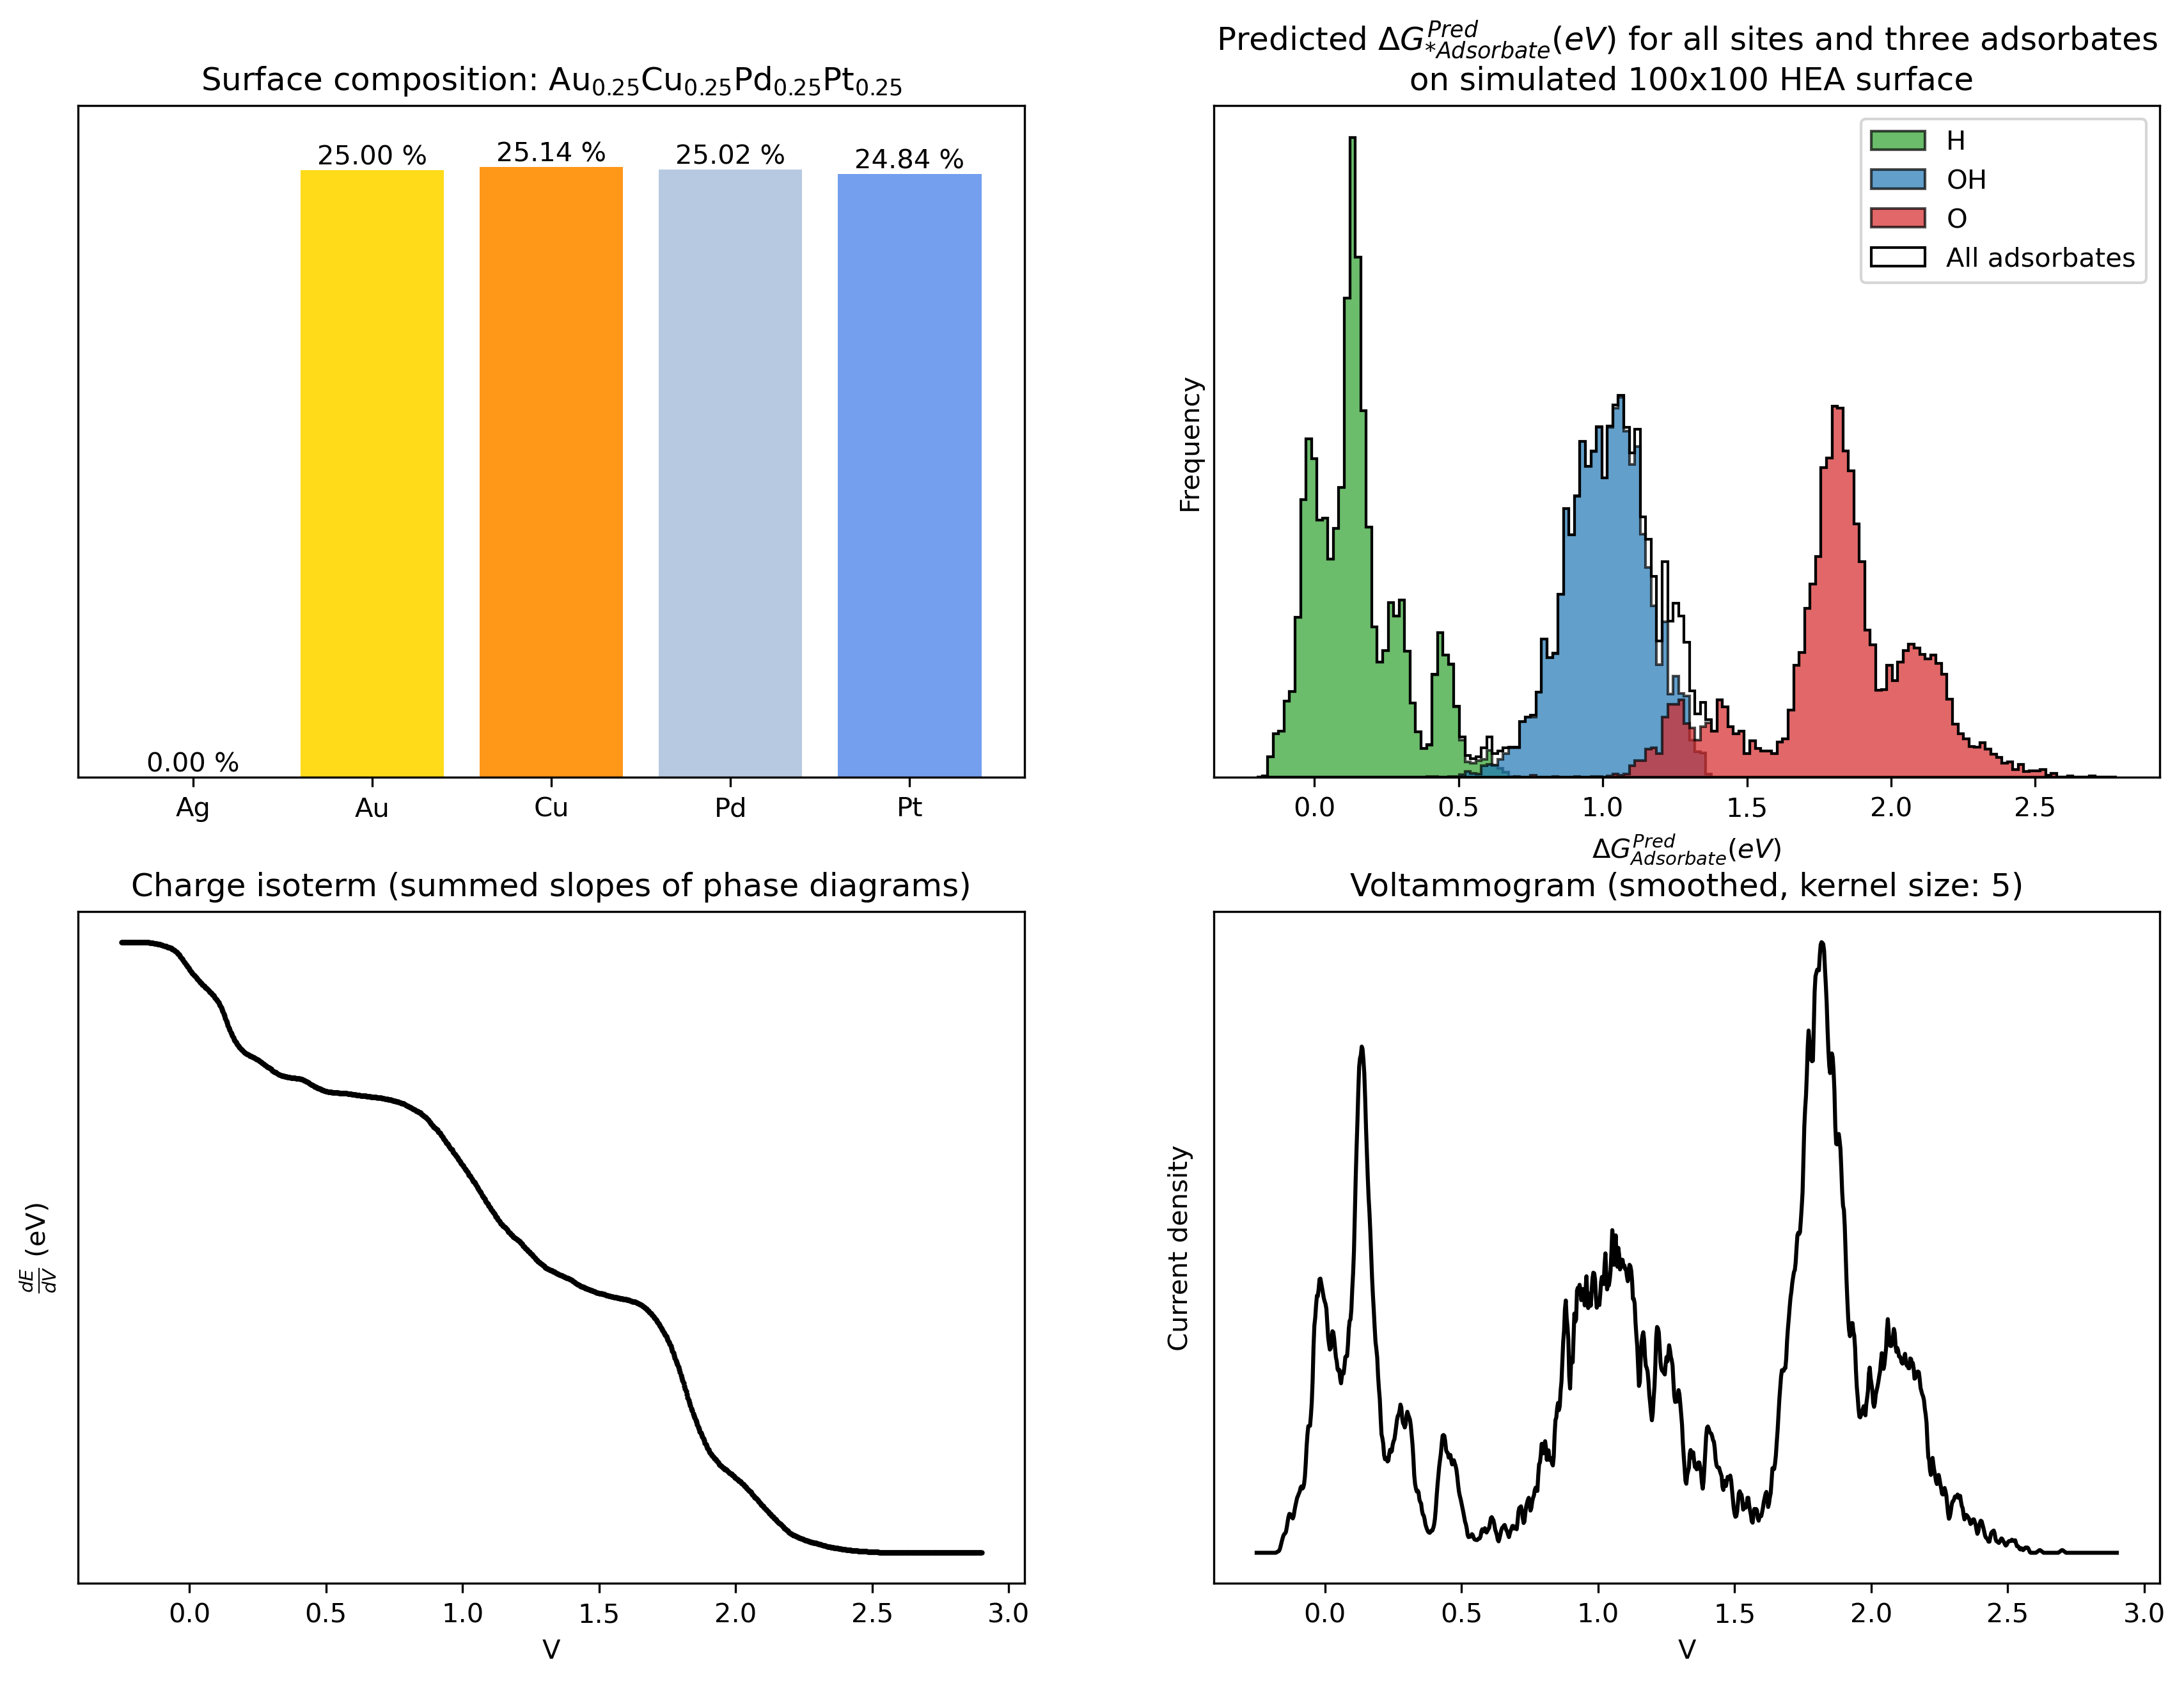 Surface composition: Au₀.₂₅Cu₀.₂₅Pd₀.₂₅Pt₀.₂₅
0.00 %
25.00 %
25.14 %
25.02 %
24.84 %
Ag Au Cu Pd Pt
Predicted ΔG^{Pred}_{*Adsorbate}(eV) for all sites and three adsorbates
on simulated 100x100 HEA surface
H
OH
O
All adsorbates
Frequency
0.0 0.5 1.0 1.5 2.0 2.5
ΔG^{Pred}_{Adsorbate}(eV)
Charge isoterm (summed slopes of phase diagrams)
dE/dV (eV)
0.0 0.5 1.0 1.5 2.0 2.5 3.0
V
Voltammogram (smoothed, kernel size: 5)
Current density
0.0 0.5 1.0 1.5 2.0 2.5 3.0
V